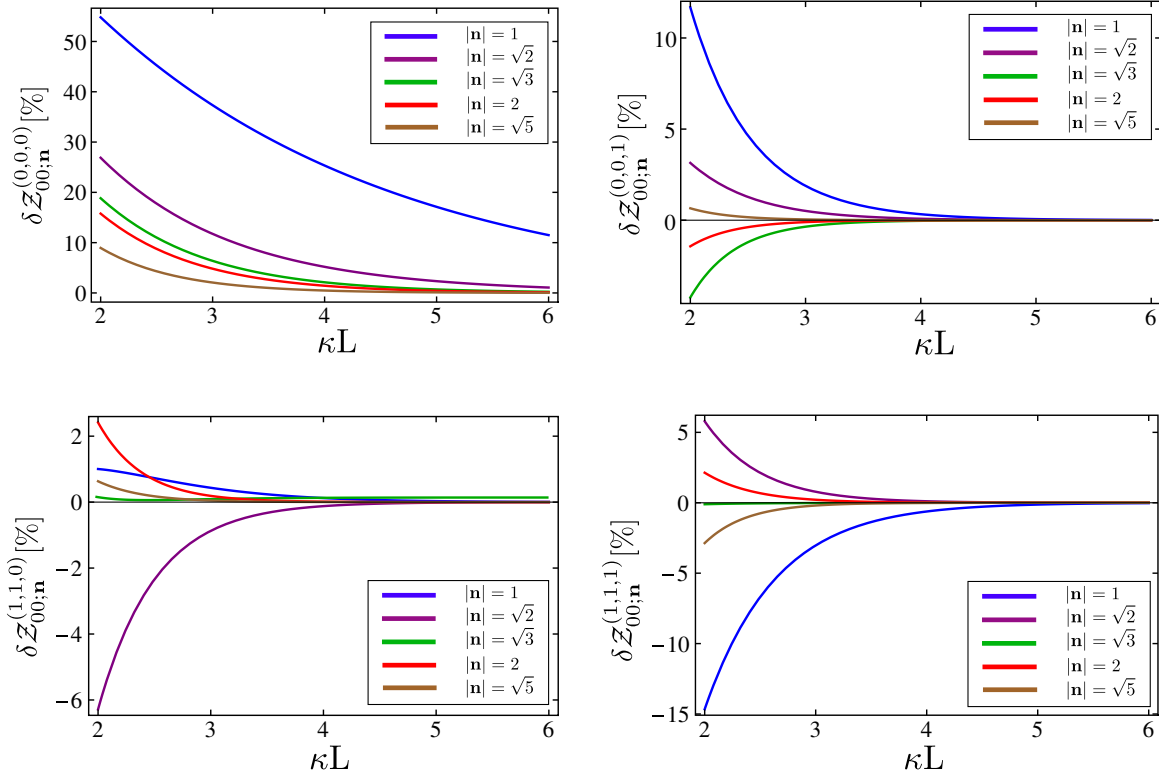 δZ^{(0,0,0)}_{00;n} [%]
50
40
30
20
10
0
2 3 4 5 6
κL
|n| = 1
|n| = √2
|n| = √3
|n| = 2
|n| = √5
δZ^{(0,0,1)}_{00;n} [%]
10
5
0
2 3 4 5 6
κL
|n| = 1
|n| = √2
|n| = √3
|n| = 2
|n| = √5
δZ^{(1,1,0)}_{00;n} [%]
2
0
−2
−4
−6
2 3 4 5 6
κL
|n| = 1
|n| = √2
|n| = √3
|n| = 2
|n| = √5
δZ^{(1,1,1)}_{00;n} [%]
5
0
−5
−10
−15
2 3 4 5 6
κL
|n| = 1
|n| = √2
|n| = √3
|n| = 2
|n| = √5